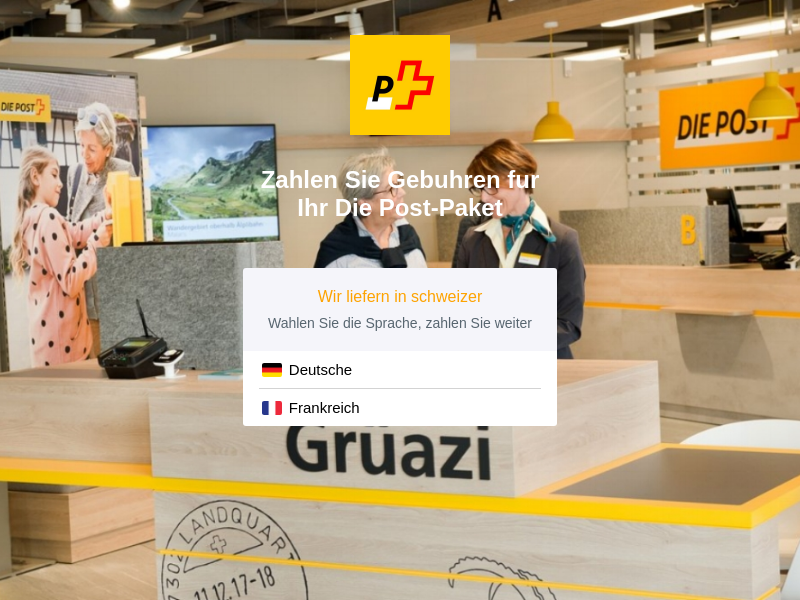 A
DIE POST
P
DIE POST
Zahlen Sie Gebuhren fur
Ihr Die Post-Paket
B
Wir liefern in schweizer
Wahlen Sie die Sprache, zahlen Sie weiter
Deutsche
Frankreich
Gruazi
7302 LANDQUART
11.12.17-18